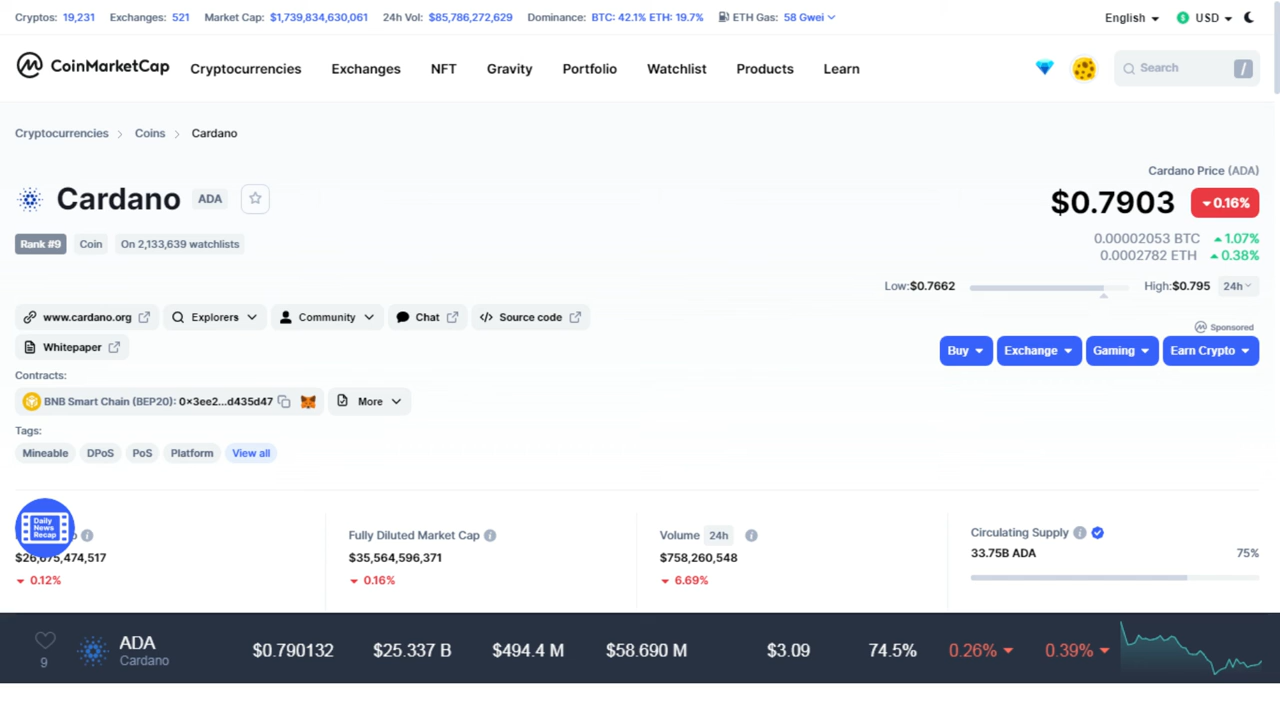 Cryptos: 19,231 Exchanges: 521 Market Cap: $1,739,834,630,061 24h Vol: $85,786,272,629 Dominance: BTC: 42.1% ETH: 19.7% ETH Gas: 58 Gwei English USD
CoinMarketCap Cryptocurrencies Exchanges NFT Gravity Portfolio Watchlist Products Learn Search /
Cryptocurrencies Coins Cardano
Cardano Price (ADA)
Cardano ADA $0.7903 0.16%
0.00002053 BTC 1.07%
Rank #9 Coin On 2,133,639 watchlists
0.0002782 ETH 0.38%
Low:$0.7662 High:$0.795 24h
www.cardano.org Explorers Community Chat Source code
Sponsored
Whitepaper Buy Exchange Gaming Earn Crypto
Contracts:
BNB Smart Chain (BEP20): 0x3ee2...d435d47 More
Tags:
Mineable DPoS PoS Platform View all
Daily
News
Recap
Fully Diluted Market Cap Volume 24h Circulating Supply
$35,564,596,371 $758,260,548 33.75B ADA 75%
0.12% 0.16% 6.69%
ADA $0.790132 $25.337 B $494.4 M $58.690 M $3.09 74.5% 0.26% 0.39%
9 Cardano